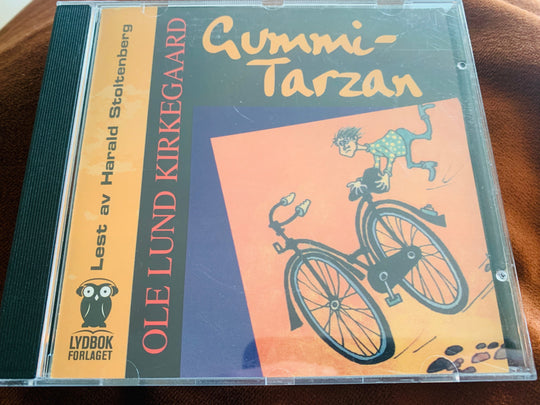 Gummi-
Tarzan
OLE LUND KIRKEGAARD
Lest av Harald Stoltenberg
LYDBOK
FORLAGET